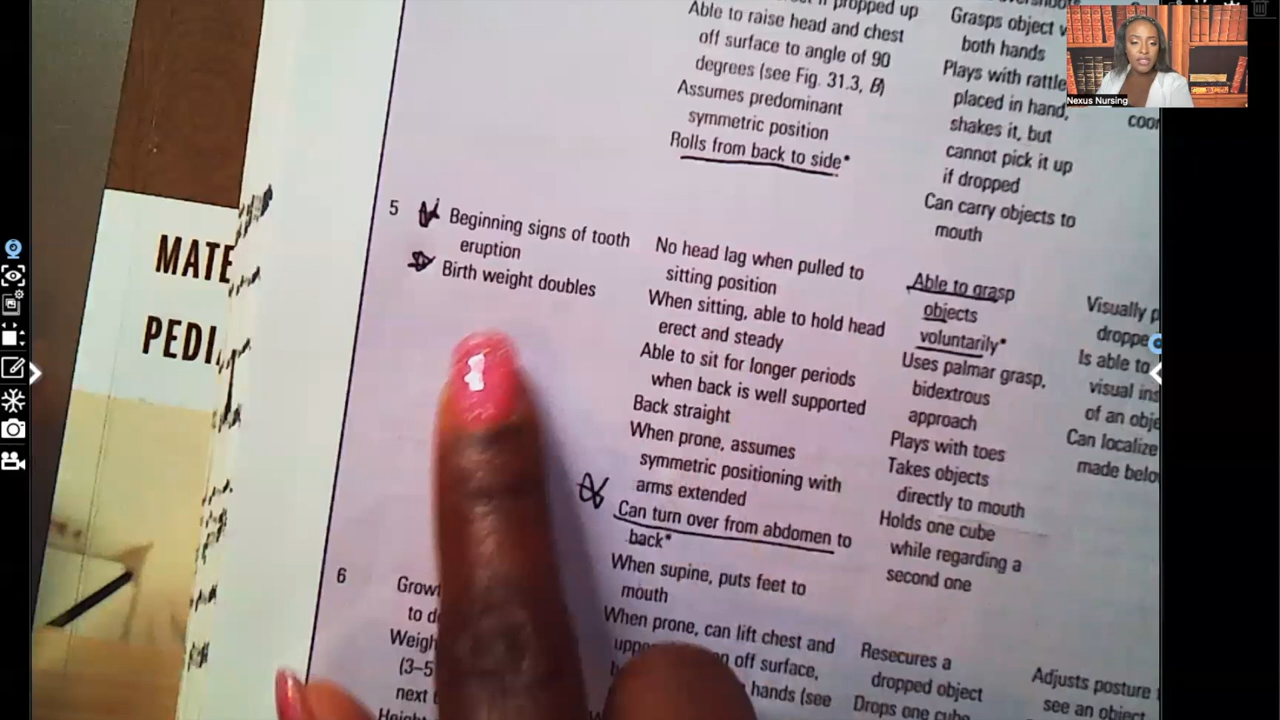 propped up
Able to raise head and chest
off surface to angle of 90
degrees (see Fig. 31.3, B)
Assumes predominant
symmetric position
Rolls from back to side*
Grasps object
both hands
Plays with rattle
placed in hand,
shakes it, but
cannot pick it up
if dropped
Can carry objects to
mouth
Nexus Nursing
MATE
PEDI
5
Beginning signs of tooth
eruption
Birth weight doubles
No head lag when pulled to
sitting position
When sitting, able to hold head
erect and steady
Able to sit for longer periods
when back is well supported
Back straight
When prone, assumes
symmetric positioning with
arms extended
Can turn over from abdomen to
back*
When supine, puts feet to
mouth
Able to grasp
objects
voluntarily*
Uses palmar grasp,
bidextrous
approach
Plays with toes
Takes objects
directly to mouth
Holds one cube
while regarding a
second one
Visually
Is able to
visual
of an
Can localize
made
6
to
(3–5
next
When prone, can lift chest and
off surface,
hands (see
Resecures a
dropped object
Drops one cube
Adjusts posture
see an object